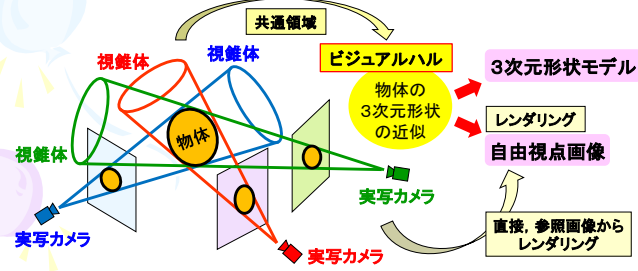 共通領域
視錐体
視錐体
ビジュアルハル
3次元形状モデル
物体の
3次元形状
の近似
物体
レンダリング
視錐体
自由視点画像
実写カメラ
実写カメラ
直接，参照画像から
レンダリング
実写カメラ